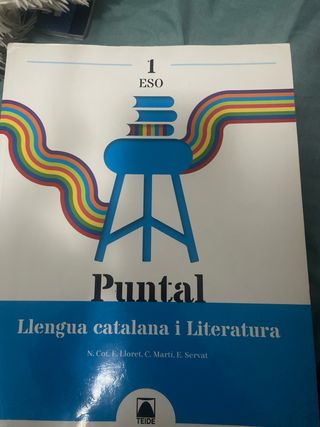 1
ESO
Puntal
Llengua catalana i Literatura
N. Cot, E. Lloret, C. Martí, E. Servat
TEIDE